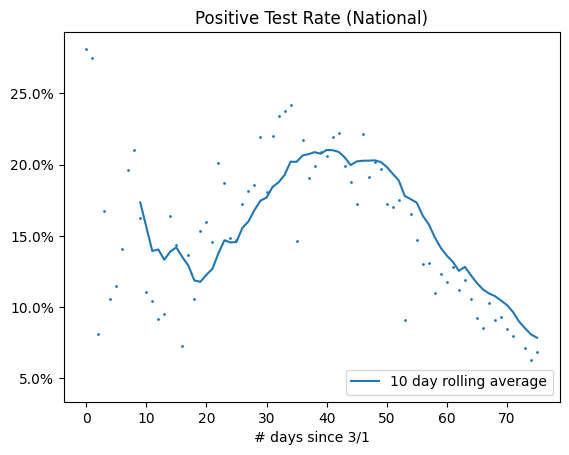 Positive Test Rate (National)
25.0%
20.0%
15.0%
10.0%
5.0%
10 day rolling average
0 10 20 30 40 50 60 70
# days since 3/1